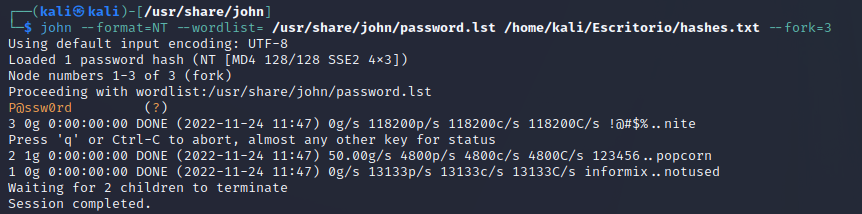 ┌──(kali㉿kali)-[/usr/share/john]
└─$ john --format=NT --wordlist= /usr/share/john/password.lst /home/kali/Escritorio/hashes.txt --fork=3
Using default input encoding: UTF-8
Loaded 1 password hash (NT [MD4 128/128 SSE2 4x3])
Node numbers 1-3 of 3 (fork)
Proceeding with wordlist:/usr/share/john/password.lst
P@ssw0rd         (?)
3 0g 0:00:00:00 DONE (2022-11-24 11:47) 0g/s 118200p/s 118200c/s 118200C/s !@#$%..nite
Press 'q' or Ctrl-C to abort, almost any other key for status
2 1g 0:00:00:00 DONE (2022-11-24 11:47) 50.00g/s 4800p/s 4800c/s 4800C/s 123456..popcorn
1 0g 0:00:00:00 DONE (2022-11-24 11:47) 0g/s 13133p/s 13133c/s 13133C/s informix..notused
Waiting for 2 children to terminate
Session completed.